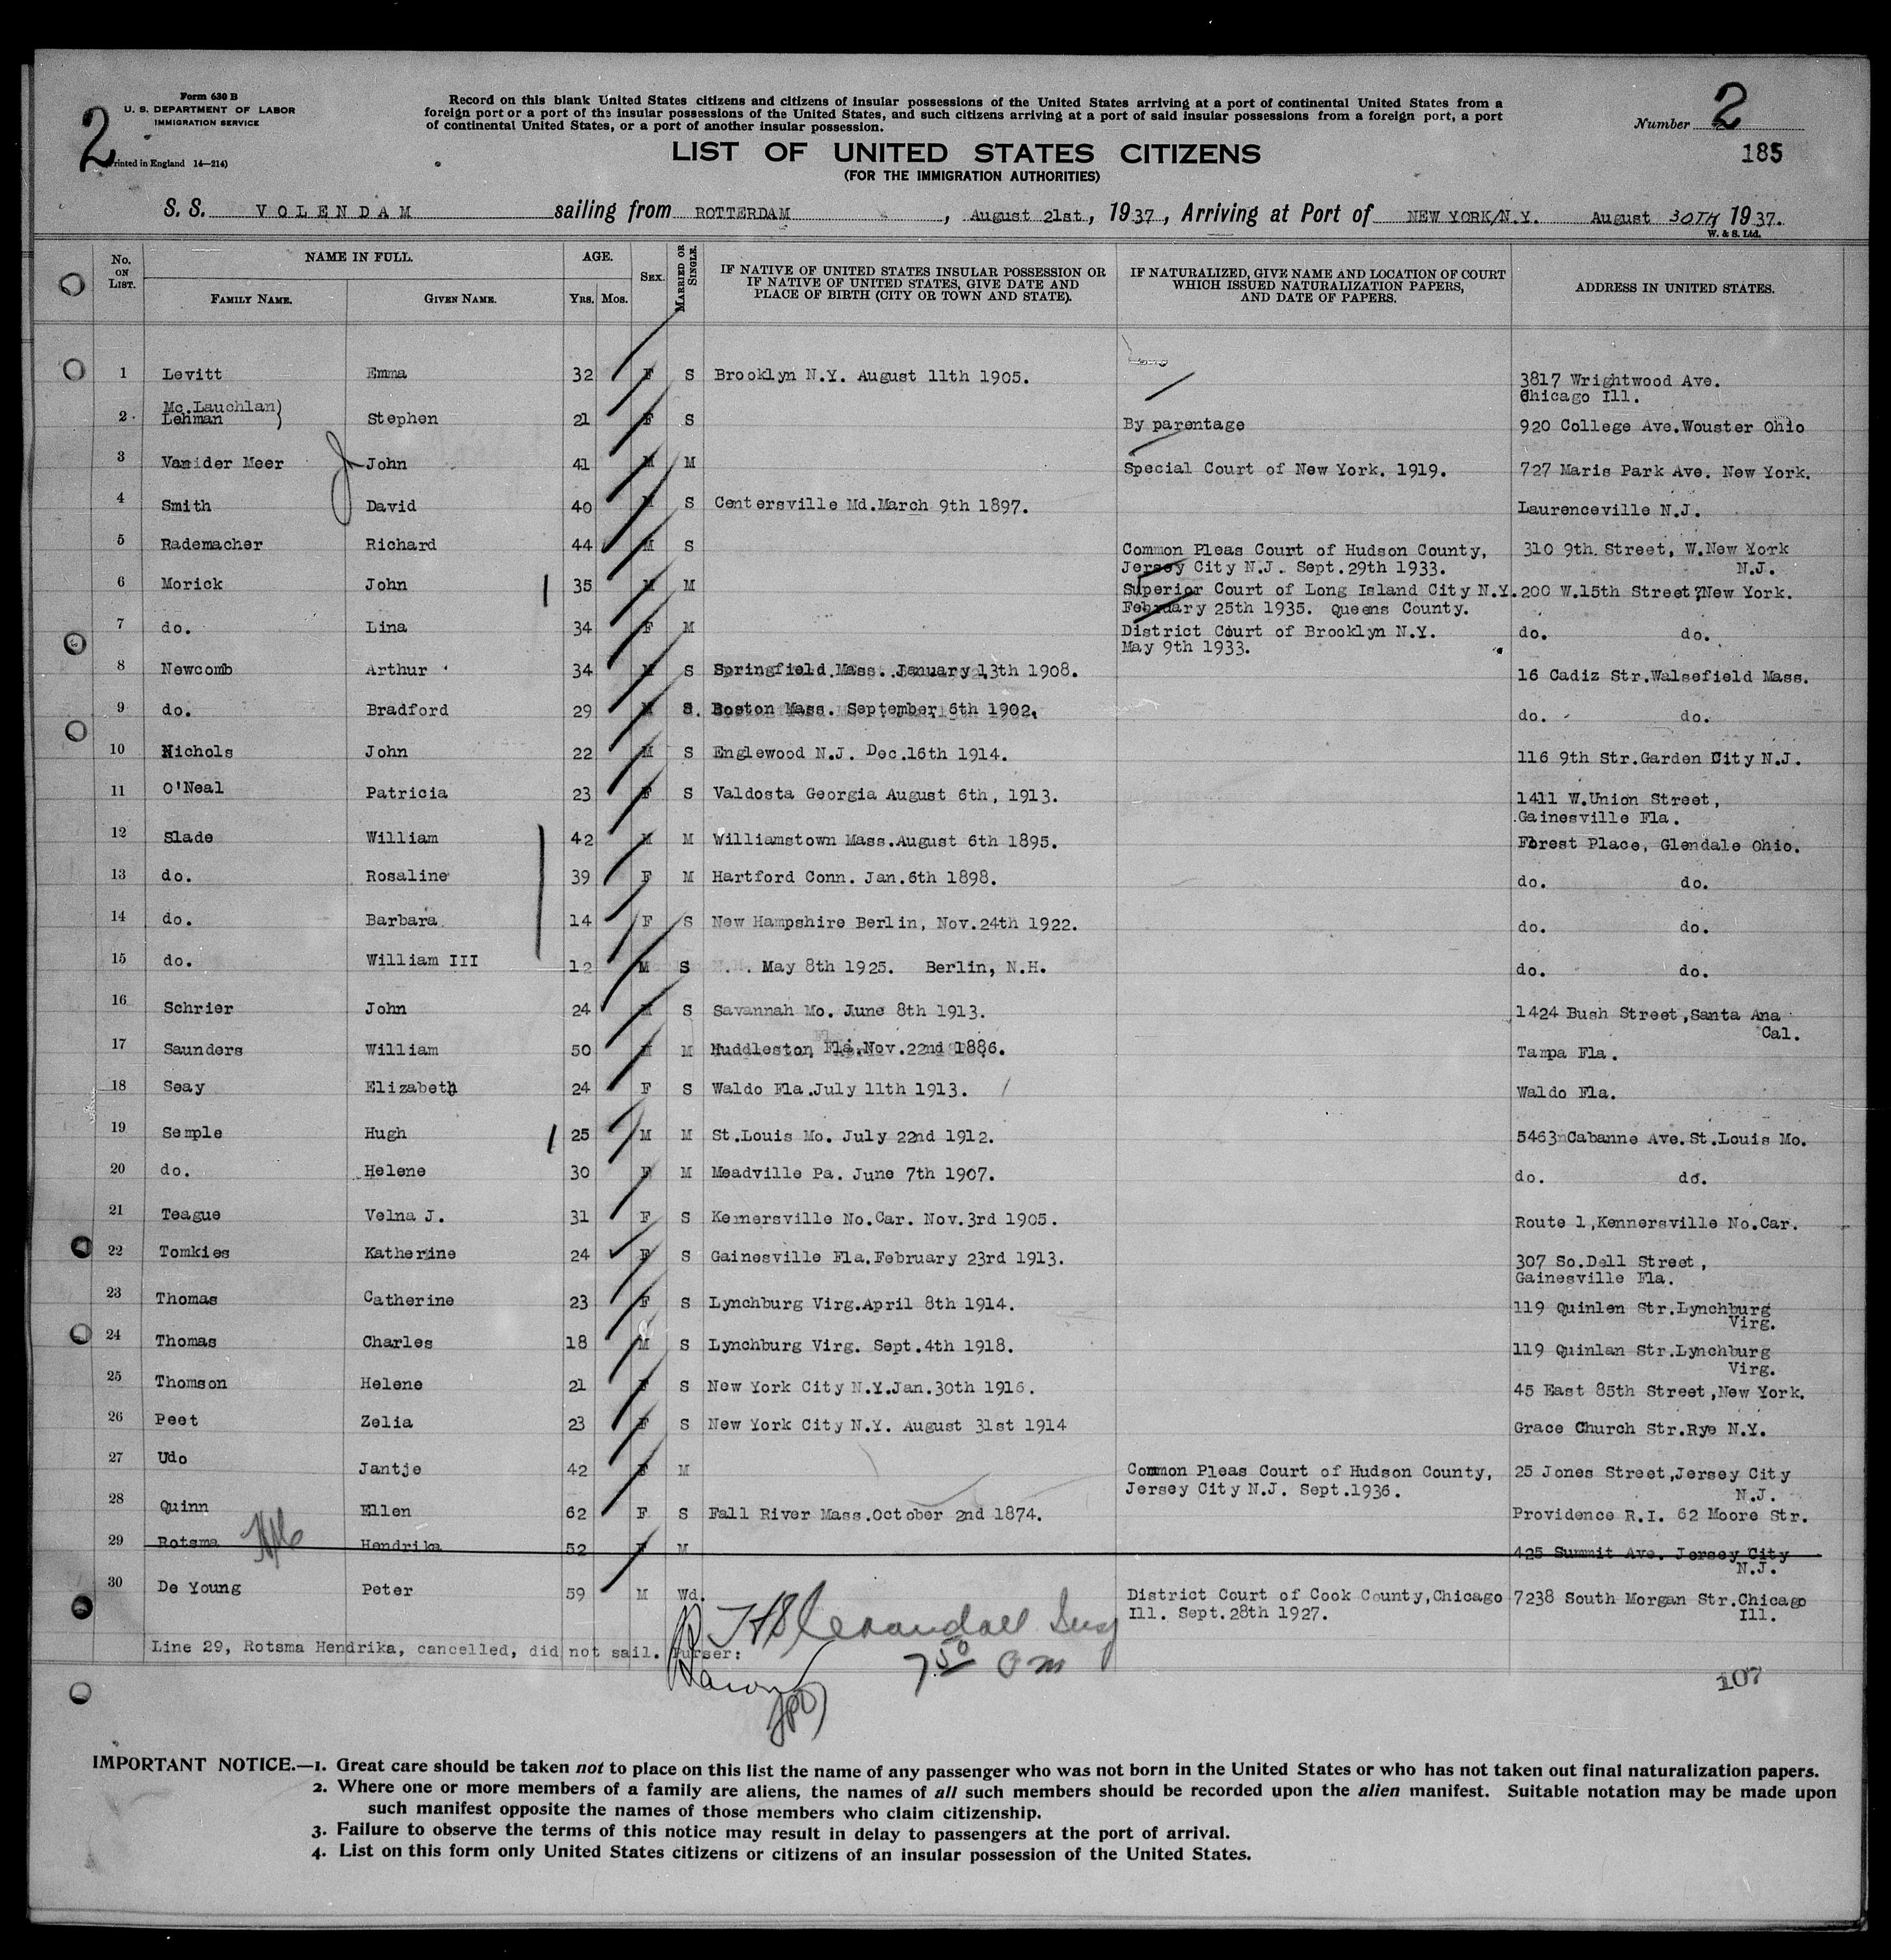 2
Form 630 B
U. S. DEPARTMENT OF LABOR
IMMIGRATION SERVICE
Printed in England 14—214)
Record on this blank United States citizens and citizens of insular possessions of the United States arriving at a port of continental United States from a
foreign port or a port of the insular possessions of the United States, and such citizens arriving at a port of said insular possessions from a foreign port, a port
of continental United States, or a port of another insular possession.
Number 2
185
LIST OF UNITED STATES CITIZENS
(FOR THE IMMIGRATION AUTHORITIES)
S. S. VOLENDAM sailing from ROTTERDAM , August 21st, 1937, Arriving at Port of NEW YORK/N.Y. August 30TH 1937.
W. & S. Ltd.
No. ON LIST. NAME IN FULL. AGE. SEX. MARRIED OR SINGLE. IF NATIVE OF UNITED STATES INSULAR POSSESSION OR IF NATIVE OF UNITED STATES, GIVE DATE AND PLACE OF BIRTH (CITY OR TOWN AND STATE). IF NATURALIZED, GIVE NAME AND LOCATION OF COURT WHICH ISSUED NATURALIZATION PAPERS, AND DATE OF PAPERS. ADDRESS IN UNITED STATES.
FAMILY NAME. GIVEN NAME. YRS. MOS.
1 Levitt Emma 32 F S Brooklyn N.Y. August 11th 1905. 3817 Wrightwood Ave.
Chicago Ill.
Mc.Lauchlan)
2 Lehman Stephen 21 F S By parentage 920 College Ave.Wouster Ohio
3 Van der Meer John 41 M M Special Court of New York. 1919. 727 Maris Park Ave. New York.
4 Smith David 40 M S Centersville Md.March 9th 1897. Laurenceville N.J.
5 Rademacher Richard 44 M S Common Pleas Court of Hudson County, 310 9th Street, W.New York
Jersey City N.J. Sept.29th 1933. N.J.
6 Morick John 35 M M Superior Court of Long Island City N.Y. 200 W.15th Street,New York.
February 25th 1935. Queens County.
7 do. Lina 34 F M District Court of Brooklyn N.Y. do. do.
May 9th 1933.
8 Newcomb Arthur 34 M S Springfield Mass. January 13th 1908. 16 Cadiz Str.Walsefield Mass.
9 do. Bradford 29 M S. Boston Mass. September 6th 1902. do. do.
10 Nichols John 22 M S Englewood N.J. Dec.16th 1914. 116 9th Str.Garden City N.J.
11 O'Neal Patricia 23 F S Valdosta Georgia August 6th, 1913. 1411 W.Union Street,
Gainesville Fla.
12 Slade William 42 M M Williamstown Mass.August 6th 1895. Forest Place, Glendale Ohio.
13 do. Rosaline 39 F M Hartford Conn. Jan.6th 1898. do. do.
14 do. Barbara 14 F S New Hampshire Berlin, Nov.24th 1922. do. do.
15 do. William III 12 M S May 8th 1925. Berlin, N.H. do. do.
16 Schrier John 24 M S Savannah Mo. June 8th 1913. 1424 Bush Street,Santa Ana
Cal.
17 Saunders William 50 M M Huddleston Fla.Nov.22nd 1886. Tampa Fla.
18 Seay Elizabeth 24 F S Waldo Fla.July 11th 1913. Waldo Fla.
19 Semple Hugh 25 M M St.Louis Mo. July 22nd 1912. 5463 Cabanne Ave.St.Louis Mo.
20 do. Helene 30 F M Meadville Pa. June 7th 1907. do. do.
21 Teague Velna J. 31 F S Kernersville No.Car. Nov.3rd 1905. Route 1,Kennersville No.Car.
22 Tomkies Katherine 24 F S Gainesville Fla.February 23rd 1913. 307 So.Dell Street,
Gainesville Fla.
23 Thomas Catherine 23 F S Lynchburg Virg.April 8th 1914. 119 Quinlen Str.Lynchburg
Virg.
24 Thomas Charles 18 M S Lynchburg Virg. Sept.4th 1918. 119 Quinlan Str.Lynchburg
Virg.
25 Thomson Helene 21 F S New York City N.Y.Jan.30th 1916. 45 East 85th Street,New York.
26 Peet Zelia 23 F S New York City N.Y. August 31st 1914 Grace Church Str.Rye N.Y.
27 Udo Jantje 42 F M Common Pleas Court of Hudson County, 25 Jones Street,Jersey City
Jersey City N.J. Sept.1936. N.J.
28 Quinn Ellen 62 F S Fall River Mass.October 2nd 1874. Providence R.I. 62 Moore Str.
29 Rotsma Hendrika 52 F M 425 Summit Ave. Jersey City
N.J.
30 De Young Peter 59 M Wd. District Court of Cook County,Chicago 7238 South Morgan Str.Chicago
Ill. Sept.28th 1927. Ill.
Line 29, Rotsma Hendrika, cancelled, did not sail. Purser:
7 50 am
107
IMPORTANT NOTICE.—1. Great care should be taken not to place on this list the name of any passenger who was not born in the United States or who has not taken out final naturalization papers.
2. Where one or more members of a family are aliens, the names of all such members should be recorded upon the alien manifest. Suitable notation may be made upon
such manifest opposite the names of those members who claim citizenship.
3. Failure to observe the terms of this notice may result in delay to passengers at the port of arrival.
4. List on this form only United States citizens or citizens of an insular possession of the United States.